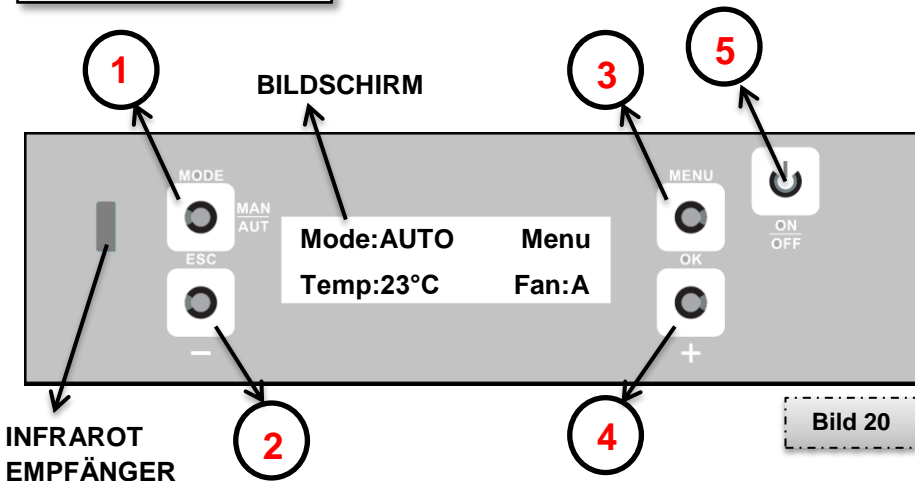 1
BILDSCHIRM
3
5
MODE
MAN
AUT
MENU
ON
OFF
Mode:AUTO Menu
ESC
OK
Temp:23°C Fan:A
−
+
INFRAROT
EMPFÄNGER
2
4
Bild 20